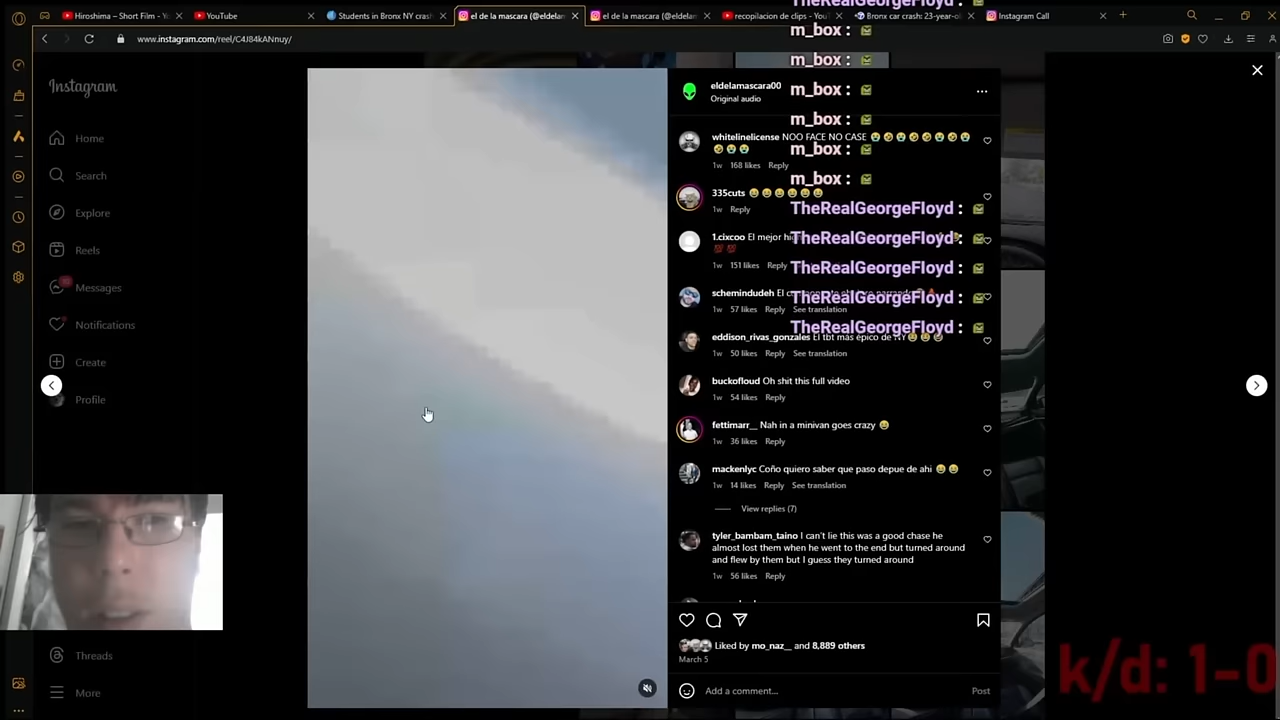 Hiroshima – Short Film - Yo
YouTube
Students in Bronx NY crash
el de la mascara (@eldelam
el de la mascara (@eldelam
recopilacion de clips - YouT
Bronx car crash: 23-year-ol
Instagram Call
www.instagram.com/reel/C4J84kANnuy/
Instagram
Home
Search
Explore
Reels
Messages
Notifications
Create
Profile
Threads
More
eldelamascara00
Original audio
whitelinelicense NOO FACE NO CASE
1w 168 likes Reply
335cuts
1w Reply
1.cixcoo El mejor
1w 151 likes Reply
schemindudeh El
1w 57 likes Reply See translation
eddison_rivas_gonzales El tbt más épico de NY
1w 50 likes Reply See translation
buckofloud Oh shit this full video
1w 54 likes Reply
fettimarr__ Nah in a minivan goes crazy
1w 36 likes Reply
mackenlyc Coño quiero saber que paso depue de ahi
1w 14 likes Reply See translation
View replies (7)
tyler_bambam_taino I can't lie this was a good chase he
almost lost them when he went to the end but turned around
and flew by them but I guess they turned around
1w 56 likes Reply
Liked by mo_naz__ and 8,889 others
March 5
Add a comment...
Post
m_box :
m_box :
m_box :
m_box :
m_box :
m_box :
TheRealGeorgeFloyd :
TheRealGeorgeFloyd :
TheRealGeorgeFloyd :
TheRealGeorgeFloyd :
TheRealGeorgeFloyd :
k/d: 1-0